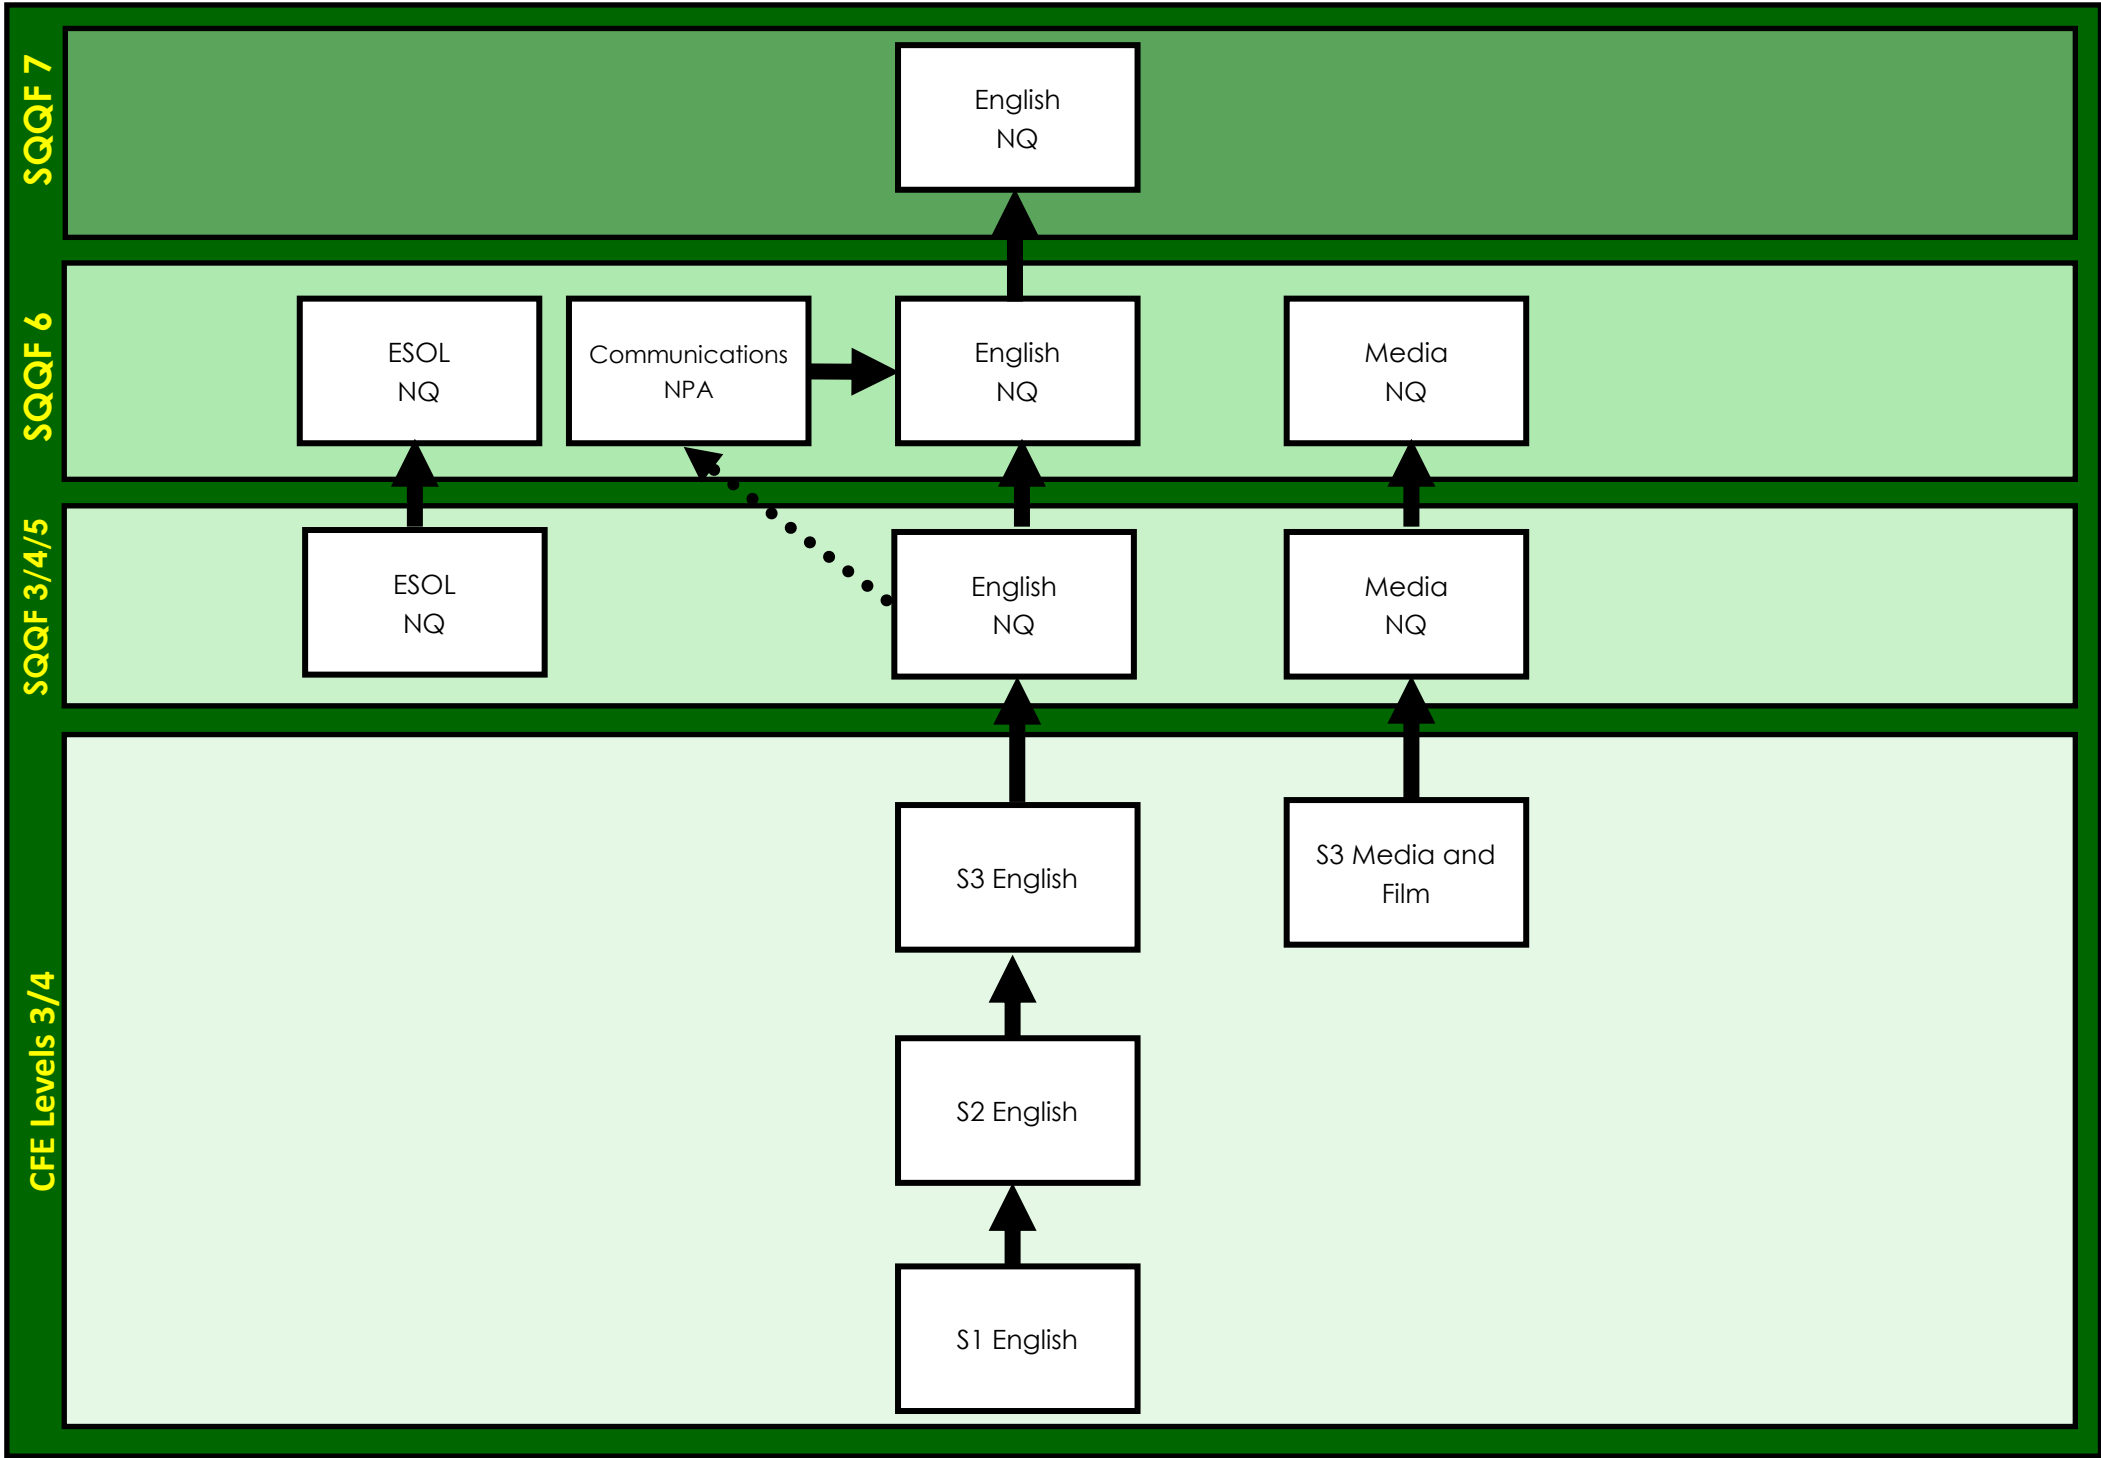 SQQF 7
English
NQ
SQQF 6
ESOL
NQ
Communications
NPA
English
NQ
Media
NQ
SQQF 3/4/5
ESOL
NQ
English
NQ
Media
NQ
CFE Levels 3/4
S3 English
S3 Media and
Film
S2 English
S1 English